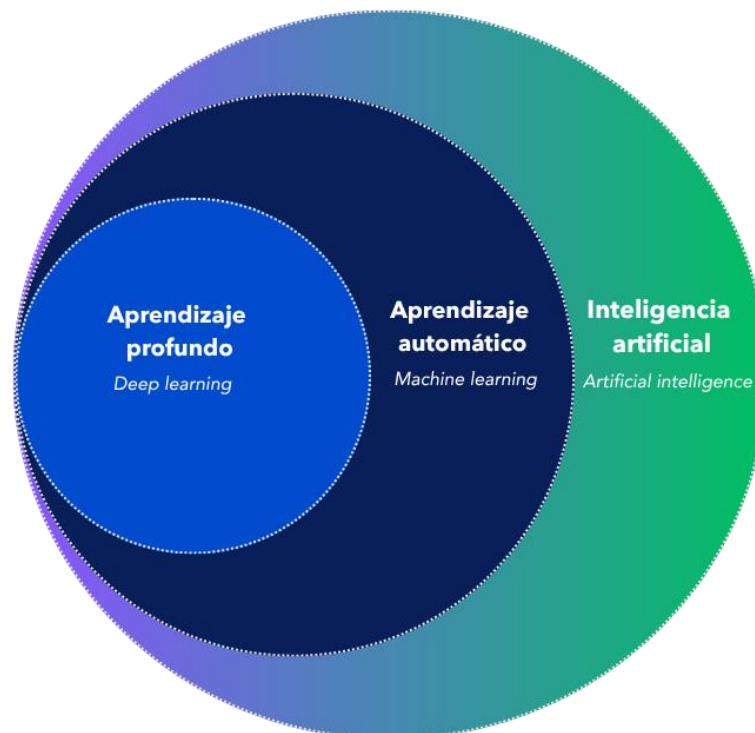 Aprendizaje
profundo
Deep learning
Aprendizaje
automático
Machine learning
Inteligencia
artificial
Artificial intelligence